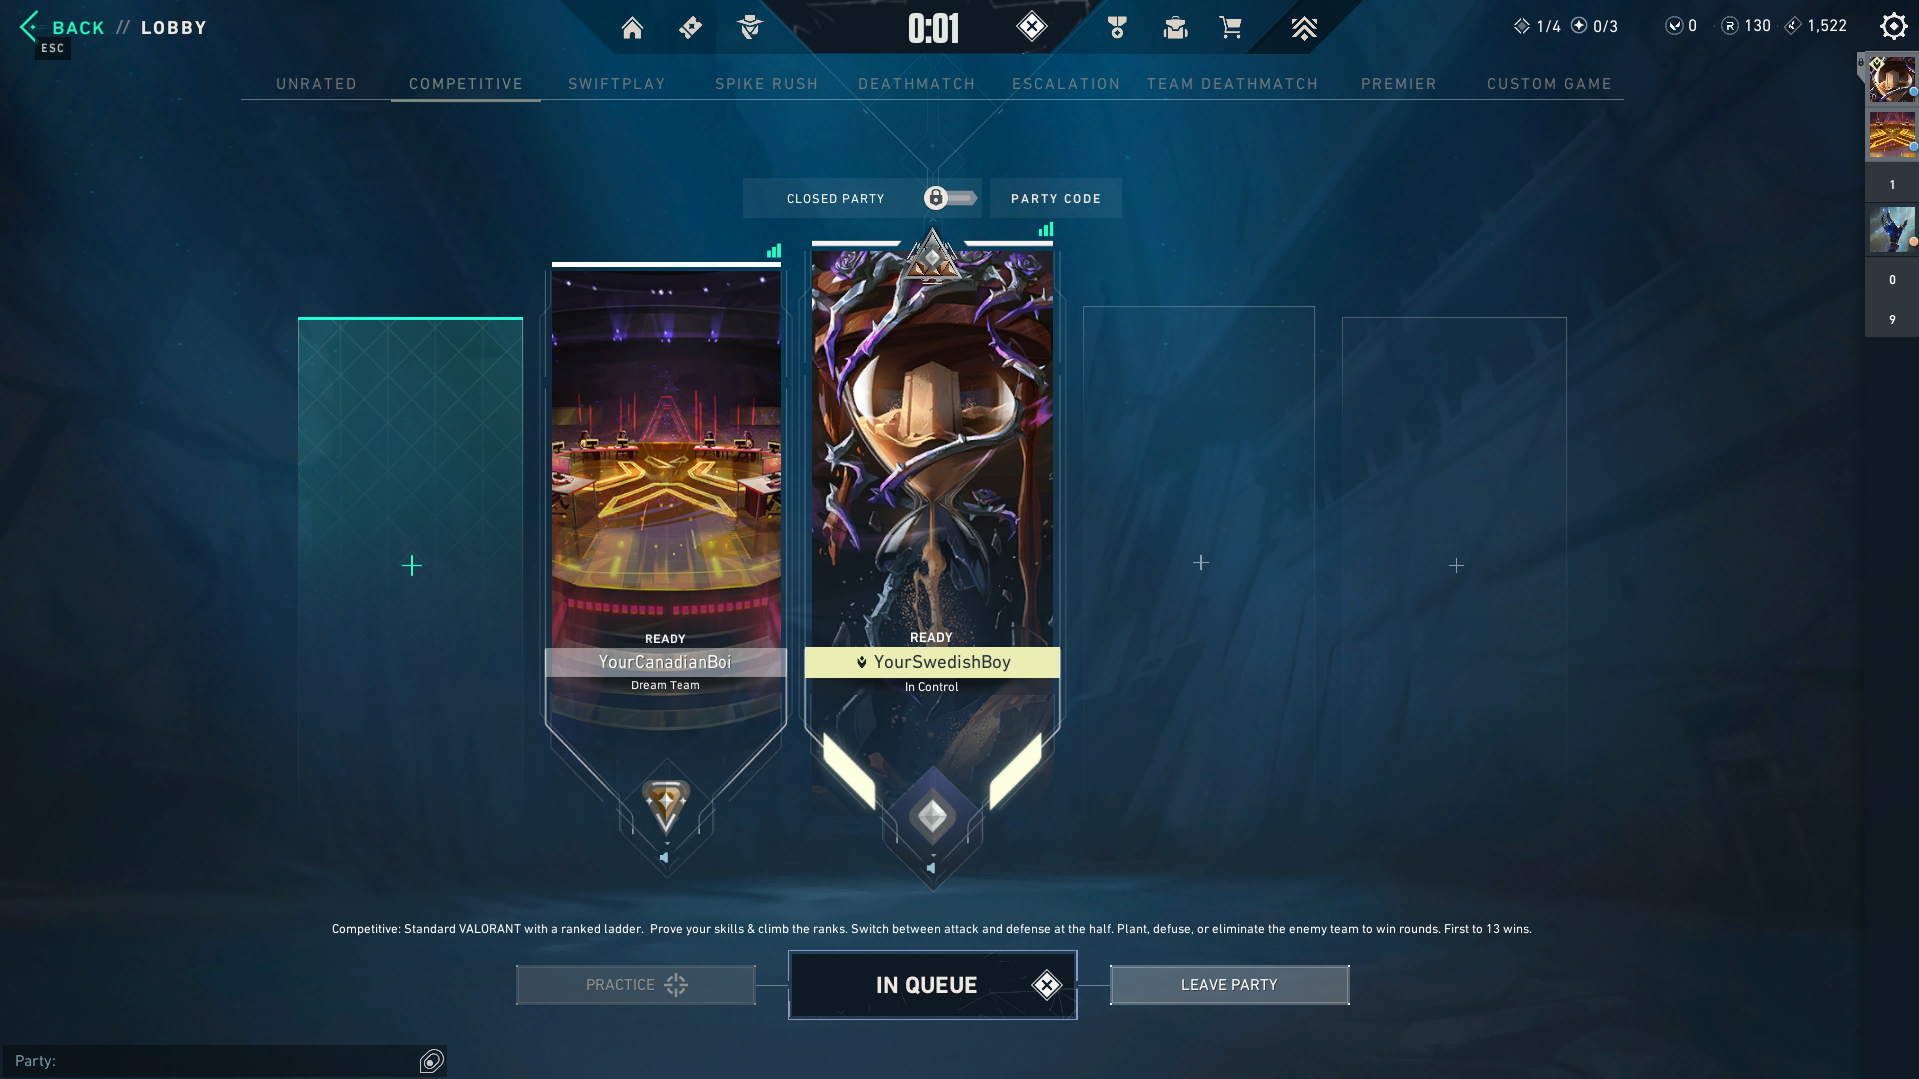 BACK // LOBBY
ESC
0:01
1/4 0/3 0 130 1,522
UNRATED COMPETITIVE SWIFTPLAY SPIKE RUSH DEATHMATCH ESCALATION TEAM DEATHMATCH PREMIER CUSTOM GAME
CLOSED PARTY
PARTY CODE
1
0
9
READY
YourCanadianBoi
Dream Team
READY
YourSwedishBoy
In Control
Competitive: Standard VALORANT with a ranked ladder. Prove your skills & climb the ranks. Switch between attack and defense at the half. Plant, defuse, or eliminate the enemy team to win rounds. First to 13 wins.
PRACTICE
IN QUEUE
LEAVE PARTY
Party: